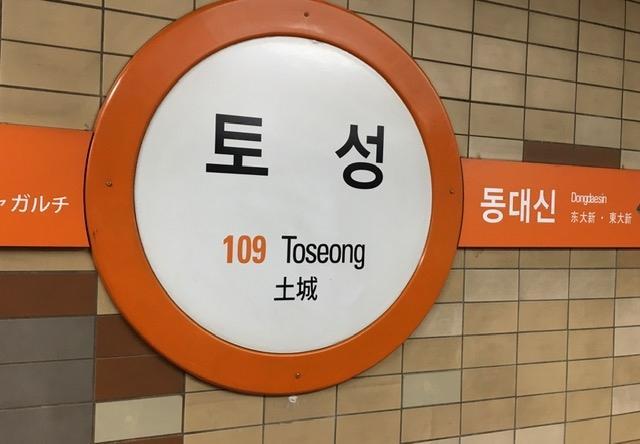 ガルチ
토성
109 Toseong
土城
동대신
Dongdaesin
东大新・東大新